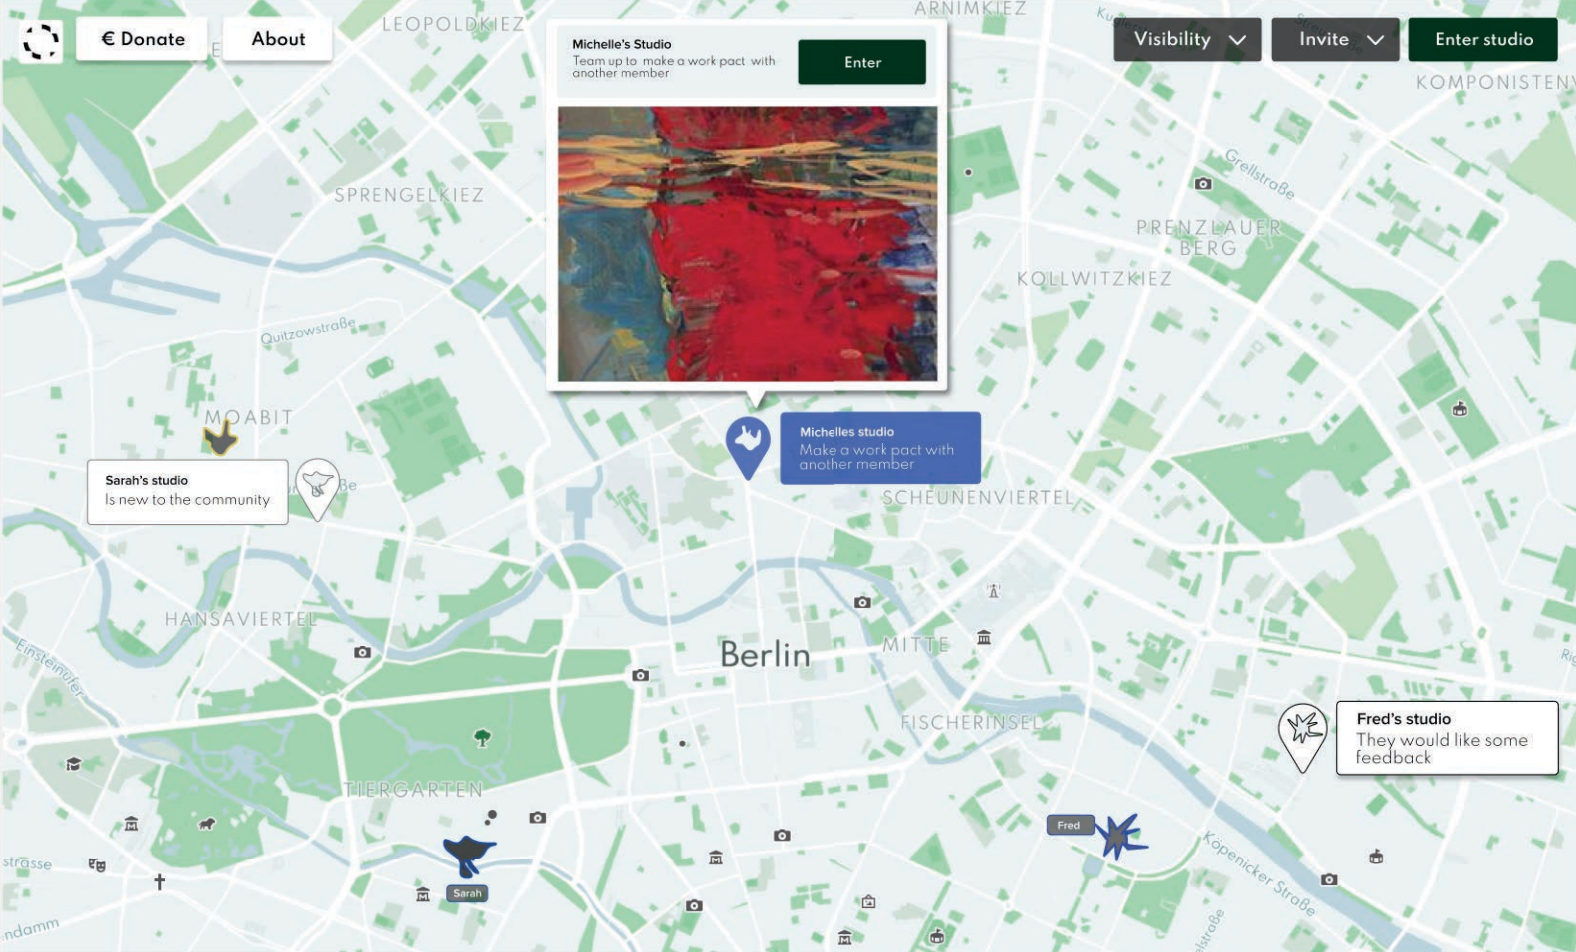 € Donate
About
LEOPOLDKIEZ
ARNIMKIEZ
Visibility
Invite
Enter studio
KOMPONISTENV
Michelle's Studio
Team up to make a work pact with
another member
Enter
SPRENGELKIEZ
Grellstraße
PRENZLAUER
BERG
KOLLWITZKIEZ
Quitzowstraße
MOABIT
Michelles studio
Make a work pact with
another member
Sarah's studio
Is new to the community
SCHEUNENVIERTEL
HANSAVIERTEL
Einsteinufer
Berlin
MITTE
FISCHERINSEL
Fred's studio
They would like some
feedback
TIERGARTEN
Fred
Köpenicker Straße
strasse
Sarah
ndamm